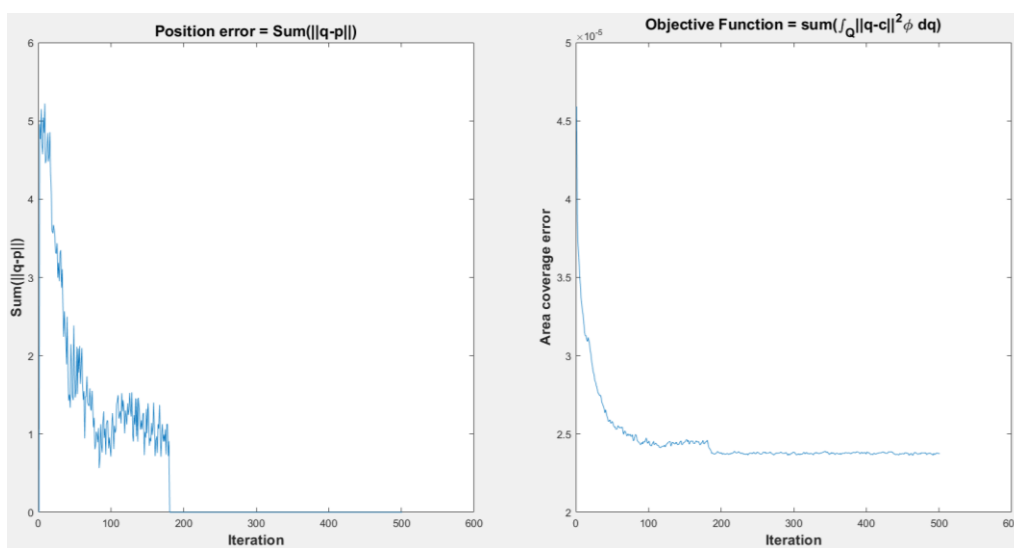 Position error = Sum(||q-p||)
6
5
4
3
2
1
0
Sum(||q-p||)
0 100 200 300 400 500 600
Iteration
Objective Function = sum(∫Q||q-c||²ϕ dq)
×10⁻⁵
5
4.5
4
3.5
3
2.5
2
Area coverage error
0 100 200 300 400 500 600
Iteration